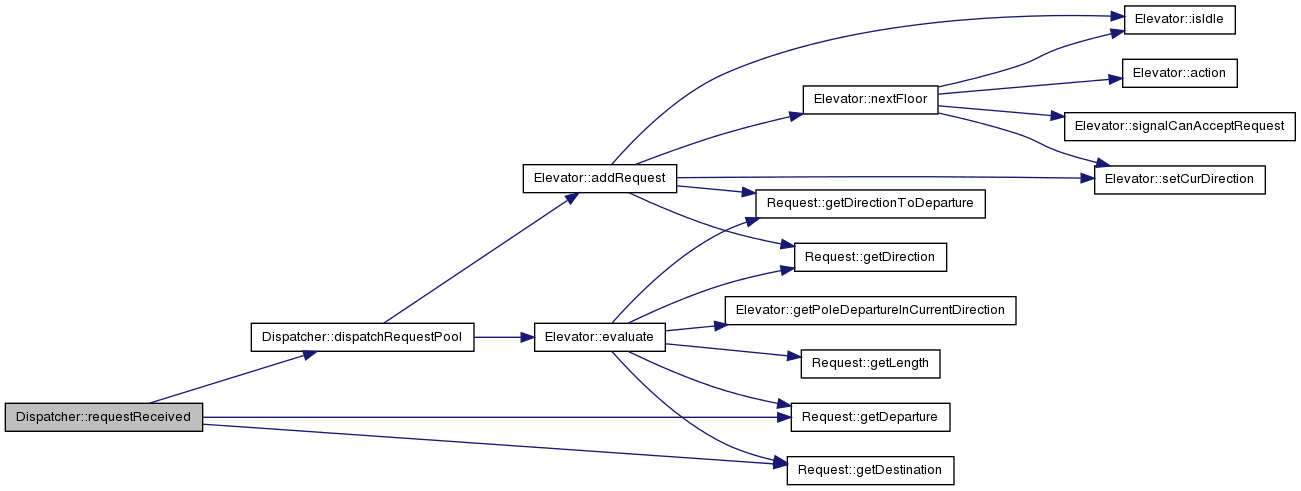 Elevator::isIdle
Elevator::action
Elevator::nextFloor
Elevator::signalCanAcceptRequest
Elevator::addRequest
Elevator::setCurDirection
Request::getDirectionToDeparture
Request::getDirection
Elevator::getPoleDepartureInCurrentDirection
Dispatcher::dispatchRequestPool
Elevator::evaluate
Request::getLength
Dispatcher::requestReceived
Request::getDeparture
Request::getDestination